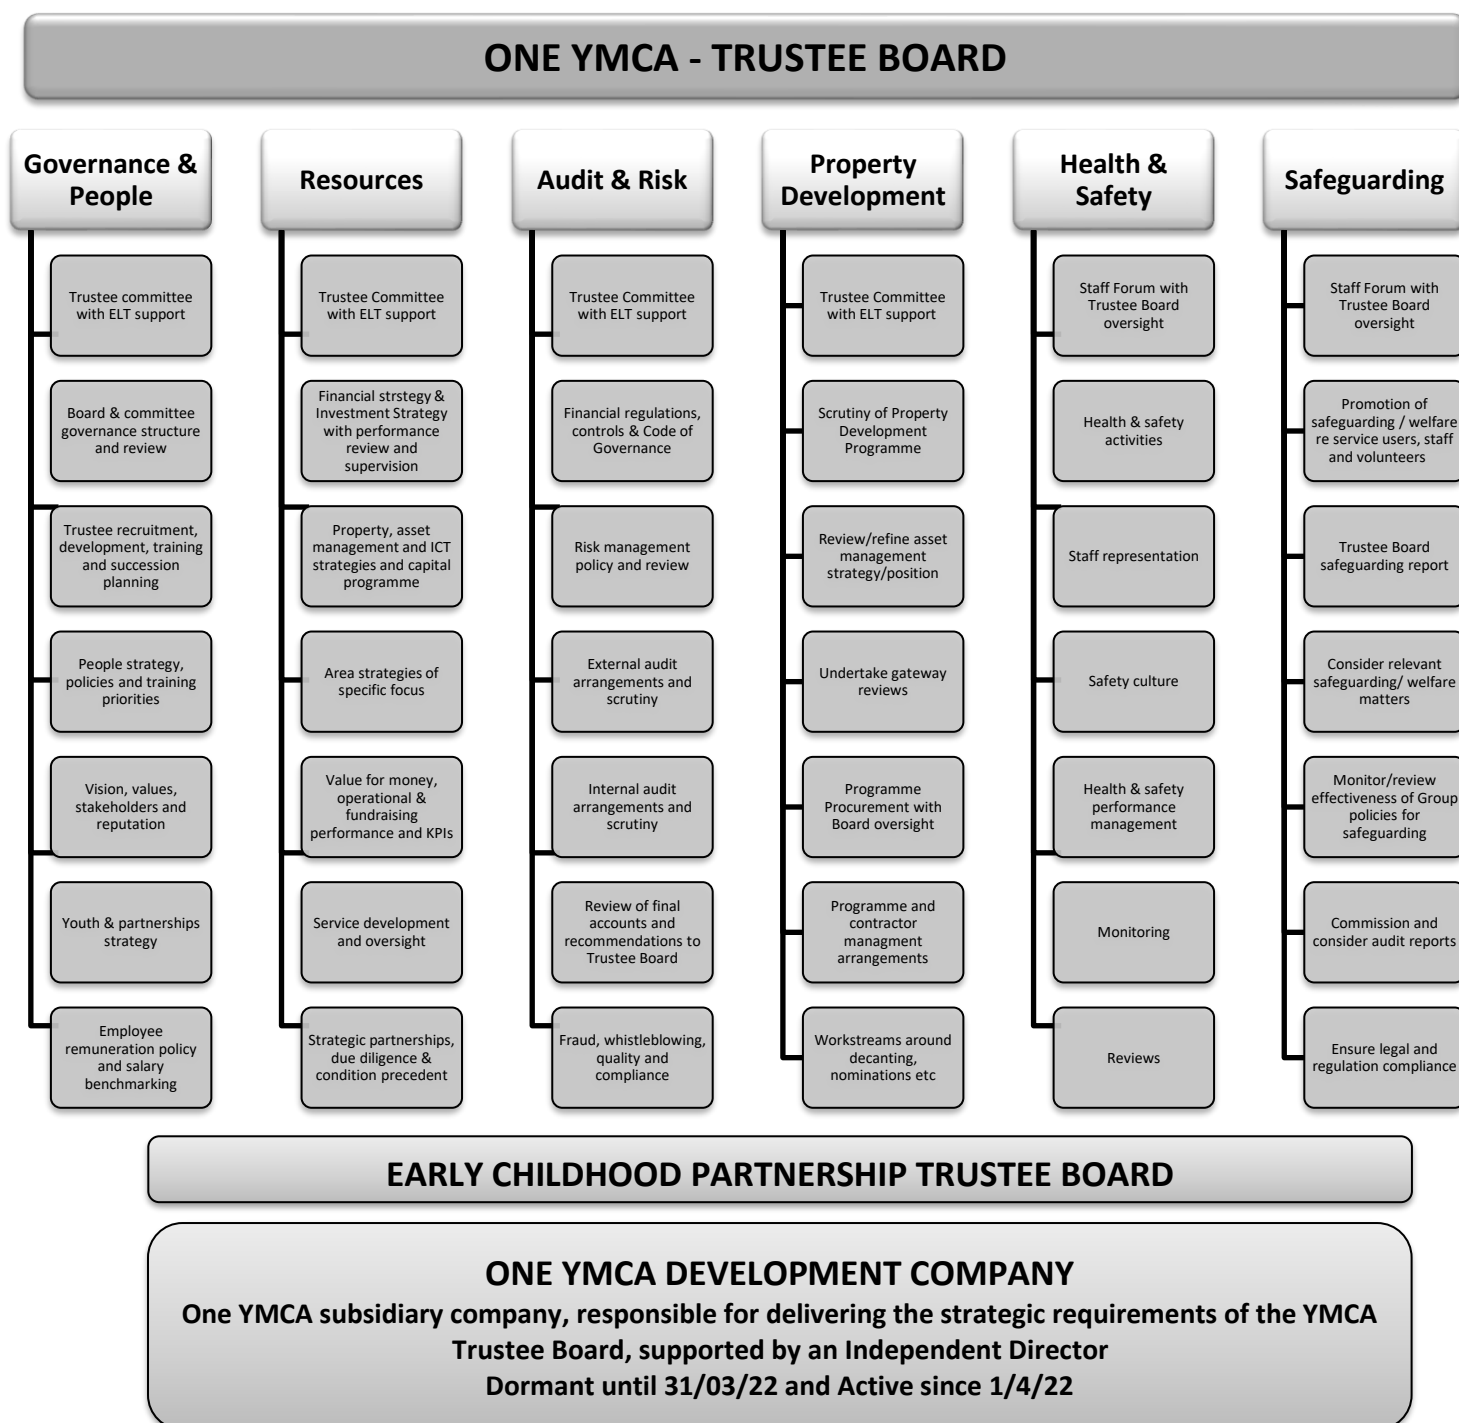 ONE YMCA - TRUSTEE BOARD
Governance &
People
Trustee committee
with ELT support
Board & committee
governance structure
and review
Trustee recruitment,
development, training
and succession
planning
People strategy,
policies and training
priorities
Vision, values,
stakeholders and
reputation
Youth & partnerships
strategy
Employee
remuneration policy
and salary
benchmarking
Resources
Trustee Committee
with ELT support
Financial strstegy &
Investment Strategy
with performance
review and
supervision
Property, asset
management and ICT
strategies and capital
programme
Area strategies of
specific focus
Value for money,
operational &
fundraising
performance and KPIs
Service development
and oversight
Strategic partnerships,
due diligence &
condition precedent
Audit & Risk
Trustee Committee
with ELT support
Financial regulations,
controls & Code of
Governance
Risk management
policy and review
External audit
arrangements and
scrutiny
Internal audit
arrangements and
scrutiny
Review of final
accounts and
recommendations to
Trustee Board
Fraud, whistleblowing,
quality and
compliance
Property
Development
Trustee Committee
with ELT support
Scrutiny of Property
Development
Programme
Review/refine asset
management
strategy/position
Undertake gateway
reviews
Programme
Procurement with
Board oversight
Programme and
contractor
managment
arrangements
Workstreams around
decanting,
nominations etc
Health &
Safety
Staff Forum with
Trustee Board
oversight
Health & safety
activities
Staff representation
Safety culture
Health & safety
performance
management
Monitoring
Reviews
Safeguarding
Staff Forum with
Trustee Board
oversight
Promotion of
safeguarding / welfare
re service users, staff
and volunteers
Trustee Board
safeguarding report
Consider relevant
safeguarding/ welfare
matters
Monitor/review
effectiveness of Group
policies for
safeguarding
Commission and
consider audit reports
Ensure legal and
regulation compliance
EARLY CHILDHOOD PARTNERSHIP TRUSTEE BOARD
ONE YMCA DEVELOPMENT COMPANY
One YMCA subsidiary company, responsible for delivering the strategic requirements of the YMCA
Trustee Board, supported by an Independent Director
Dormant until 31/03/22 and Active since 1/4/22